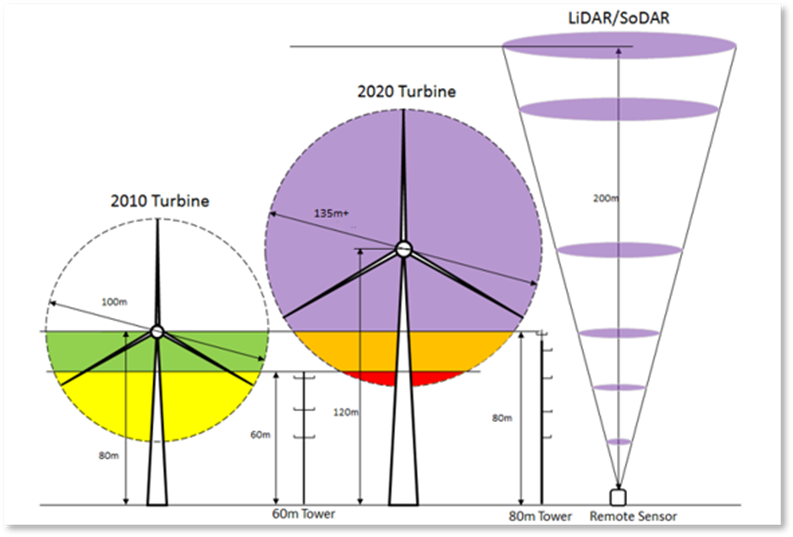 LiDAR/SoDAR
2020 Turbine
2010 Turbine
200m
135m+
100m
120m
80m
60m
80m
60m Tower
80m Tower
Remote Sensor